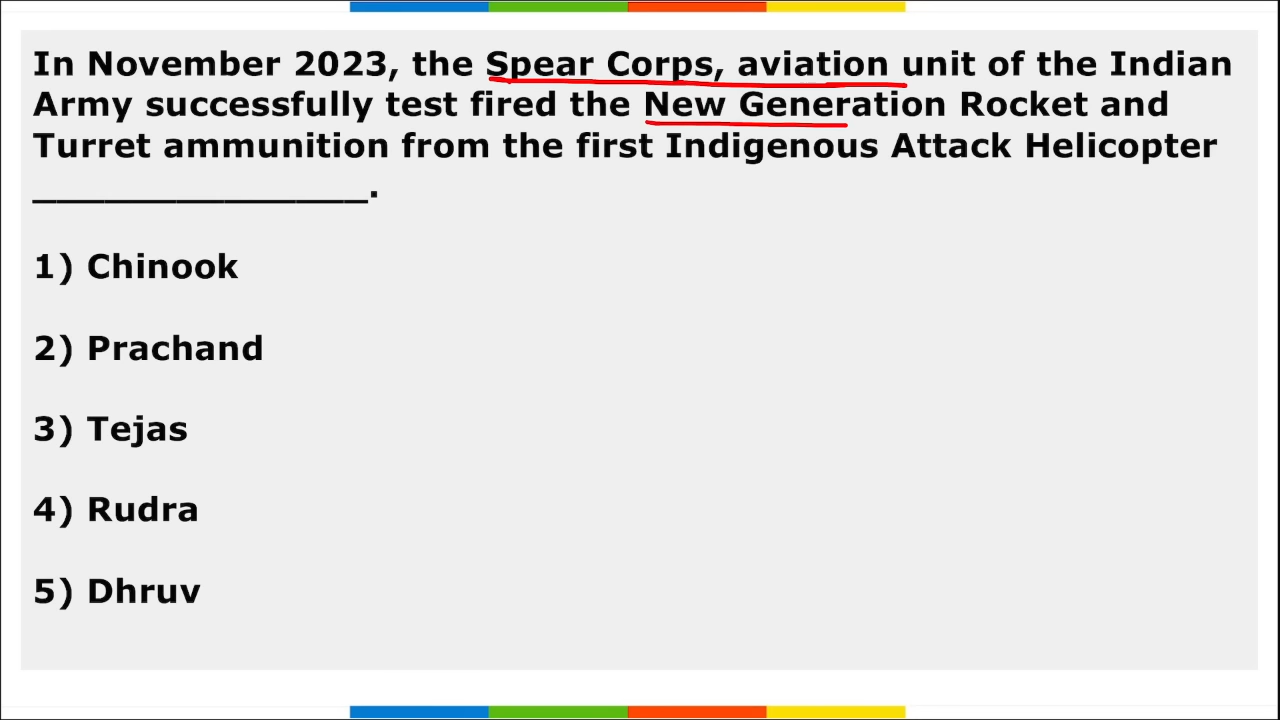 In November 2023, the Spear Corps, aviation unit of the Indian
Army successfully test fired the New Generation Rocket and
Turret ammunition from the first Indigenous Attack Helicopter
________________.
1) Chinook
2) Prachand
3) Tejas
4) Rudra
5) Dhruv